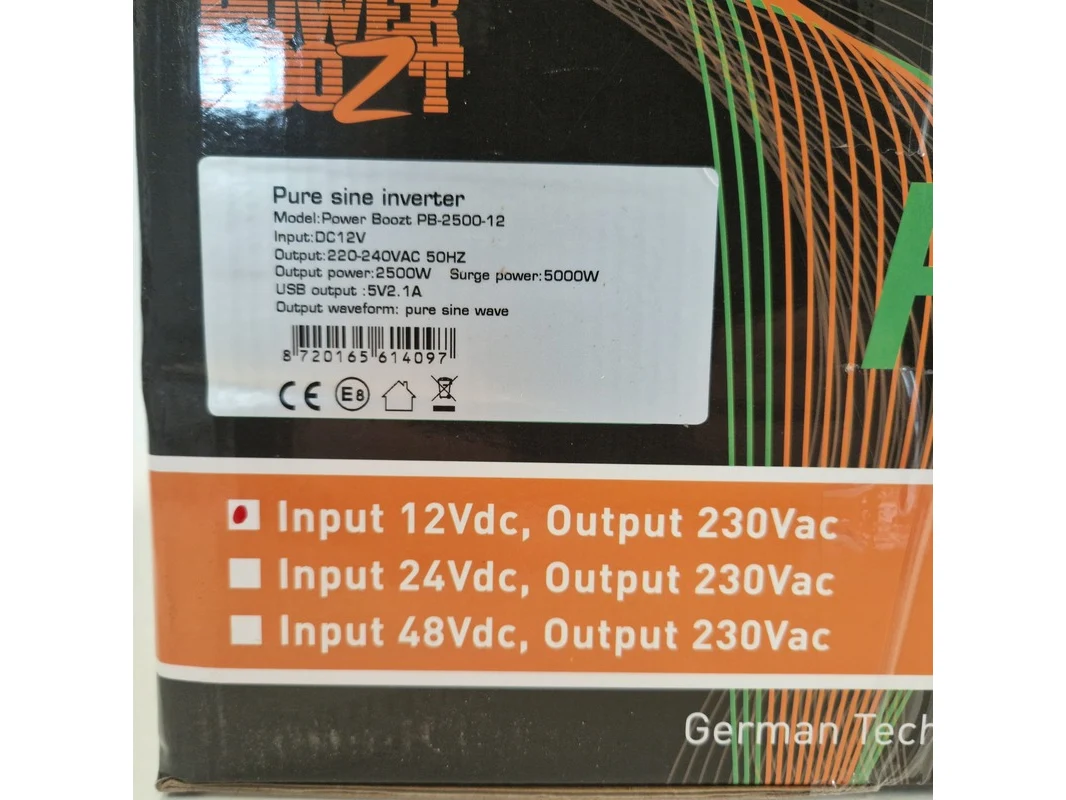 POWER
BOOZT
Pure sine inverter
Model:Power Boozt PB-2500-12
Input:DC12V
Output:220-240VAC 50HZ
Output power:2500W Surge power:5000W
USB output :5V2.1A
Output waveform: pure sine wave
8 720165 614097
CE E8
Input 12Vdc, Output 230Vac
Input 24Vdc, Output 230Vac
Input 48Vdc, Output 230Vac
German Tech